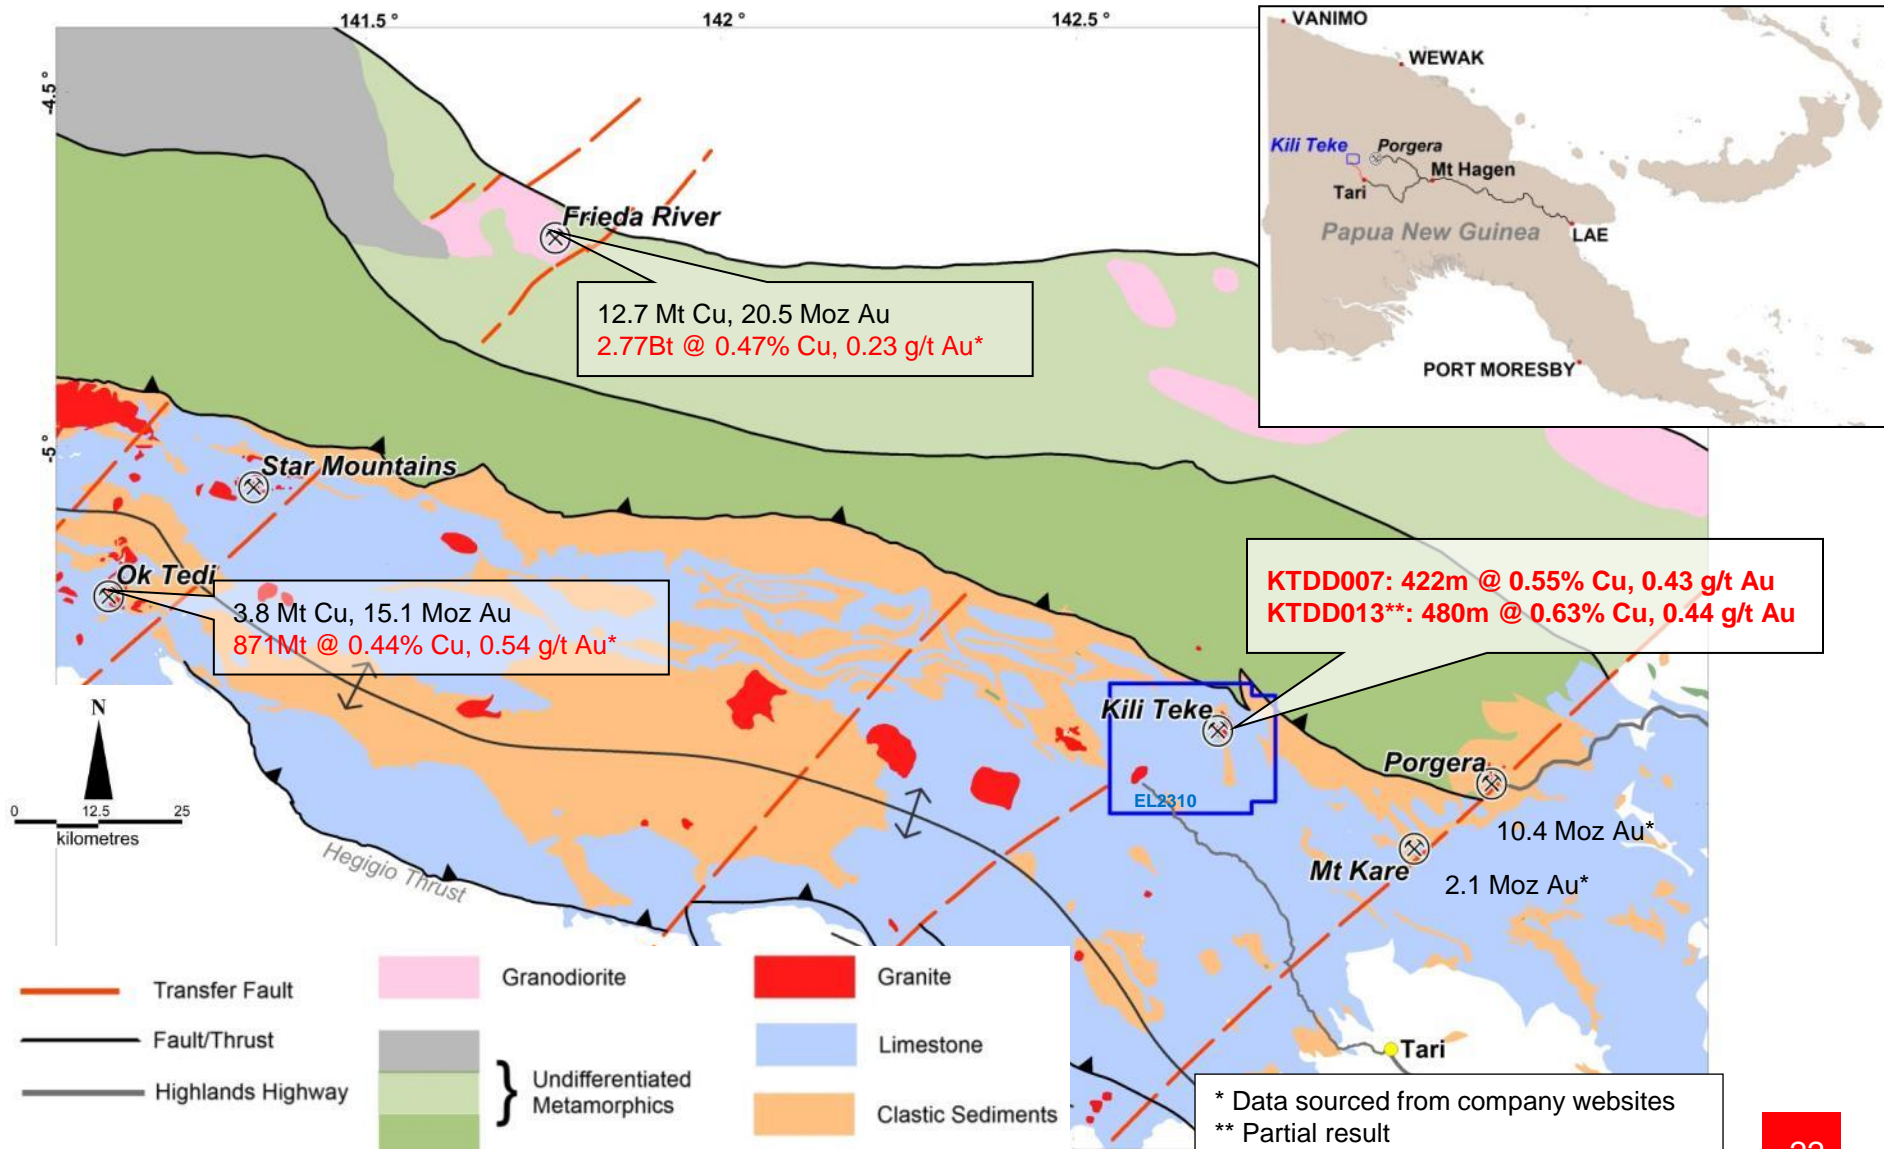 141.5 °
142 °
142.5 °
-4.5 °
-5 °
VANIMO
WEWAK
Kili Teke
Porgera
Mt Hagen
Tari
Papua New Guinea
LAE
PORT MORESBY
Frieda River
12.7 Mt Cu, 20.5 Moz Au
2.77Bt @ 0.47% Cu, 0.23 g/t Au*
Star Mountains
Ok Tedi
3.8 Mt Cu, 15.1 Moz Au
871Mt @ 0.44% Cu, 0.54 g/t Au*
KTDD007: 422m @ 0.55% Cu, 0.43 g/t Au
KTDD013**: 480m @ 0.63% Cu, 0.44 g/t Au
Kili Teke
EL2310
Porgera
10.4 Moz Au*
Mt Kare
2.1 Moz Au*
N
0 12.5 25
kilometres
Hegigio Thrust
Tari
Transfer Fault
Fault/Thrust
Highlands Highway
Granodiorite
Undifferentiated
Metamorphics
Granite
Limestone
Clastic Sediments
* Data sourced from company websites
** Partial result